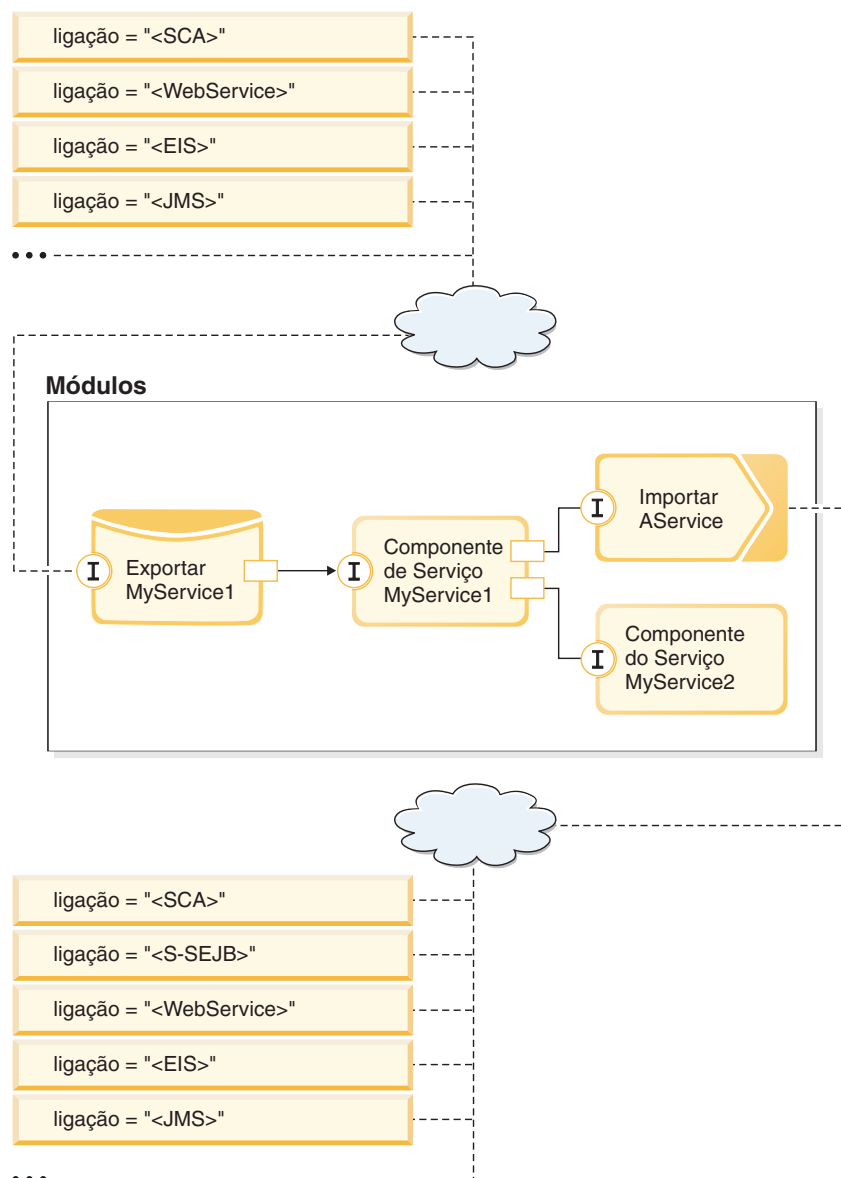 ligação = "<SCA>"
ligação = "<WebService>"
ligação = "<EIS>"
ligação = "<JMS>"
•••
Módulos
Exportar
MyService1
Componente
de Serviço
MyService1
Importar
AService
Componente
do Serviço
MyService2
ligação = "<SCA>"
ligação = "<S-SEJB>"
ligação = "<WebService>"
ligação = "<EIS>"
ligação = "<JMS>"
•••